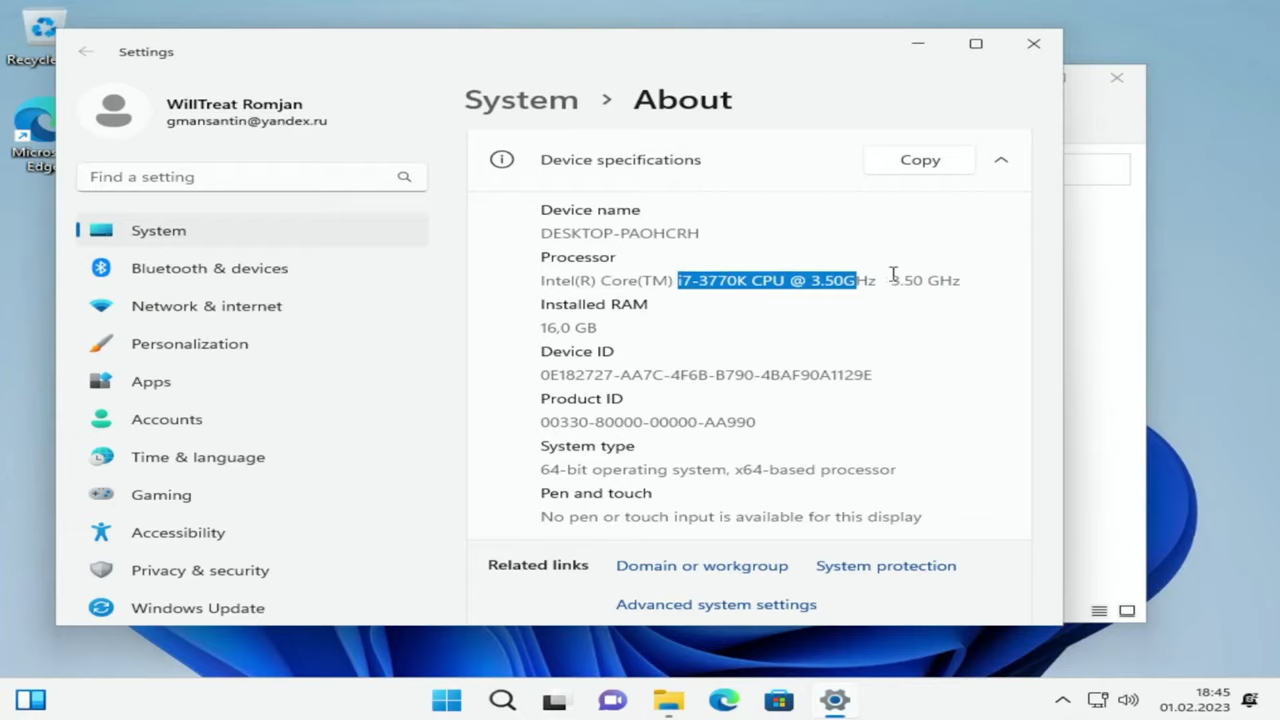 Recycle
Micros
Edge
Settings
WillTreat Romjan
gmansantin@yandex.ru
Find a setting
System
Bluetooth & devices
Network & internet
Personalization
Apps
Accounts
Time & language
Gaming
Accessibility
Privacy & security
Windows Update
System > About
Device specifications
Copy
Device name
DESKTOP-PAOHCRH
Processor
Intel(R) Core(TM) i7-3770K CPU @ 3.50GHz 3.50 GHz
Installed RAM
16,0 GB
Device ID
0E182727-AA7C-4F6B-B790-4BAF90A1129E
Product ID
00330-80000-00000-AA990
System type
64-bit operating system, x64-based processor
Pen and touch
No pen or touch input is available for this display
Related links
Domain or workgroup
System protection
Advanced system settings
18:45
01.02.2023